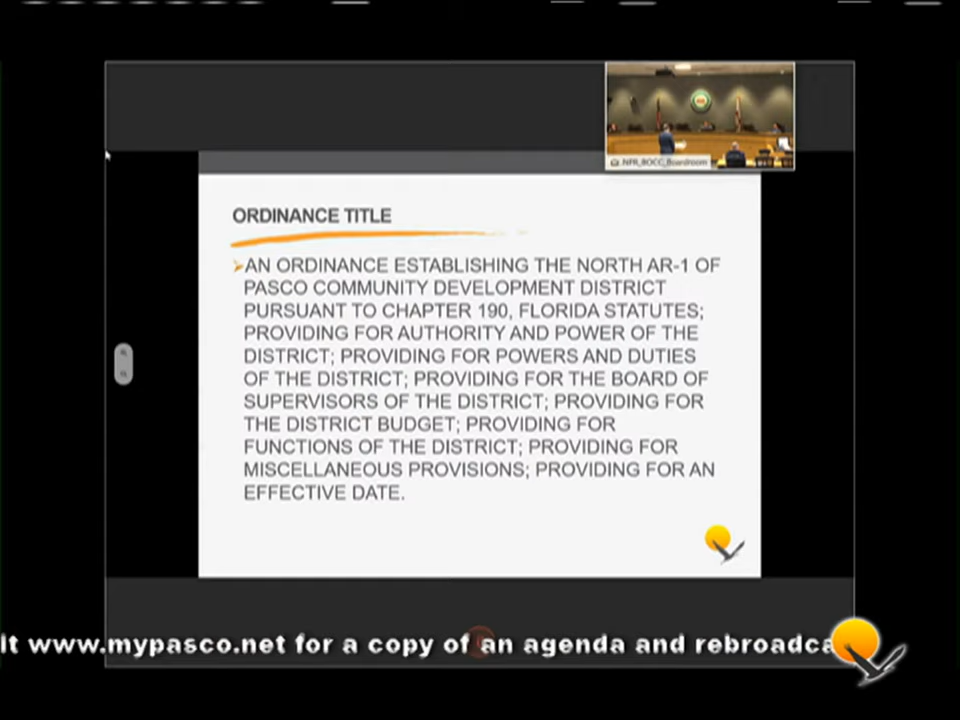 NFR_BOCC_Boardroom
ORDINANCE TITLE
AN ORDINANCE ESTABLISHING THE NORTH AR-1 OF
PASCO COMMUNITY DEVELOPMENT DISTRICT
PURSUANT TO CHAPTER 190, FLORIDA STATUTES;
PROVIDING FOR AUTHORITY AND POWER OF THE
DISTRICT; PROVIDING FOR POWERS AND DUTIES
OF THE DISTRICT; PROVIDING FOR THE BOARD OF
SUPERVISORS OF THE DISTRICT; PROVIDING FOR
THE DISTRICT BUDGET; PROVIDING FOR
FUNCTIONS OF THE DISTRICT; PROVIDING FOR
MISCELLANEOUS PROVISIONS; PROVIDING FOR AN
EFFECTIVE DATE.
www.mypasco.net for a copy of an agenda and rebroadca